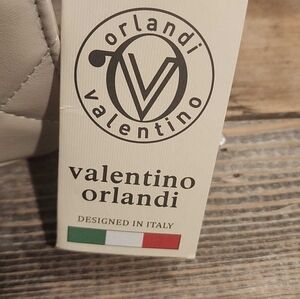 orlandi
V
valentino
valentino
orlandi
DESIGNED IN ITALY